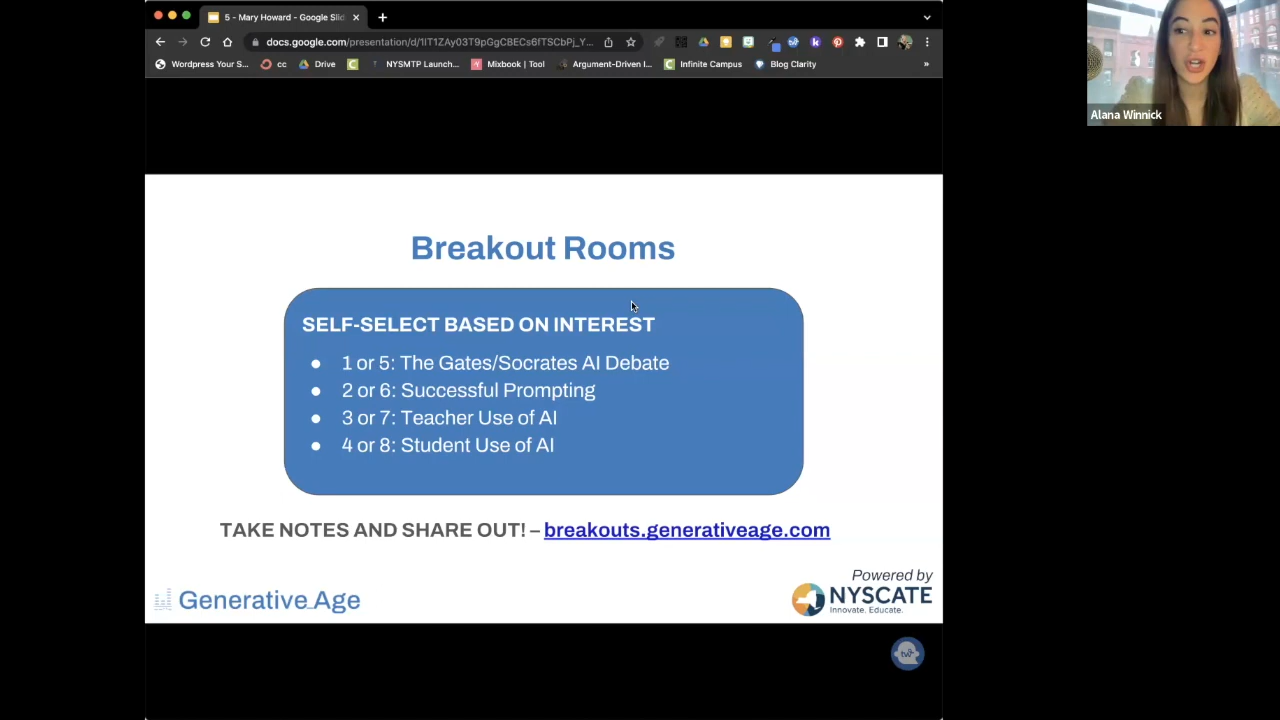 5 - Mary Howard - Google Slid
docs.google.com/presentation/d/1IT1ZAy03T9pGgCBECs6fTSCbPj_Y...
Wordpress Your S...
cc
Drive
NYSMTP Launch...
Mixbook | Tool
Argument-Driven I...
Infinite Campus
Blog Clarity
»
Alana Winnick
Breakout Rooms
SELF-SELECT BASED ON INTEREST
● 1 or 5: The Gates/Socrates AI Debate
● 2 or 6: Successful Prompting
● 3 or 7: Teacher Use of AI
● 4 or 8: Student Use of AI
TAKE NOTES AND SHARE OUT! – breakouts.generativeage.com
Generative_Age
Powered by
NYSCATE
Innovate. Educate.